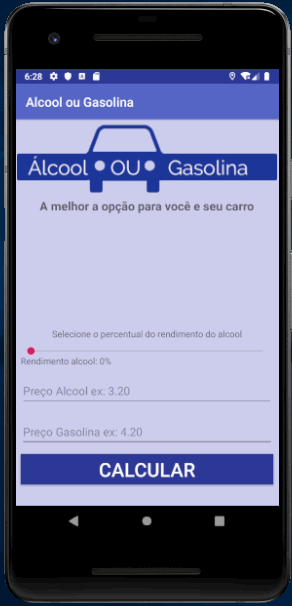 6:28
Alcool ou Gasolina
Álcool OU Gasolina
A melhor a opção para você e seu carro
Selecione o percentual do rendimento do alcool
Rendimento alcool: 0%
Preço Alcool ex: 3.20
Preço Gasolina ex: 4.20
CALCULAR